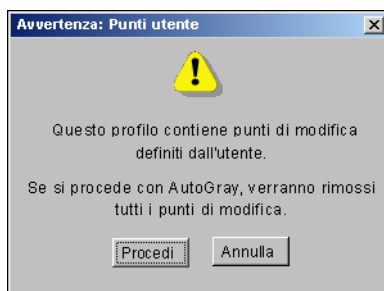 Avvertenza: Punti utente
Questo profilo contiene punti di modifica
definiti dall'utente.
Se si procede con AutoGray, verranno rimossi
tutti i punti di modifica.
Procedi
Annulla